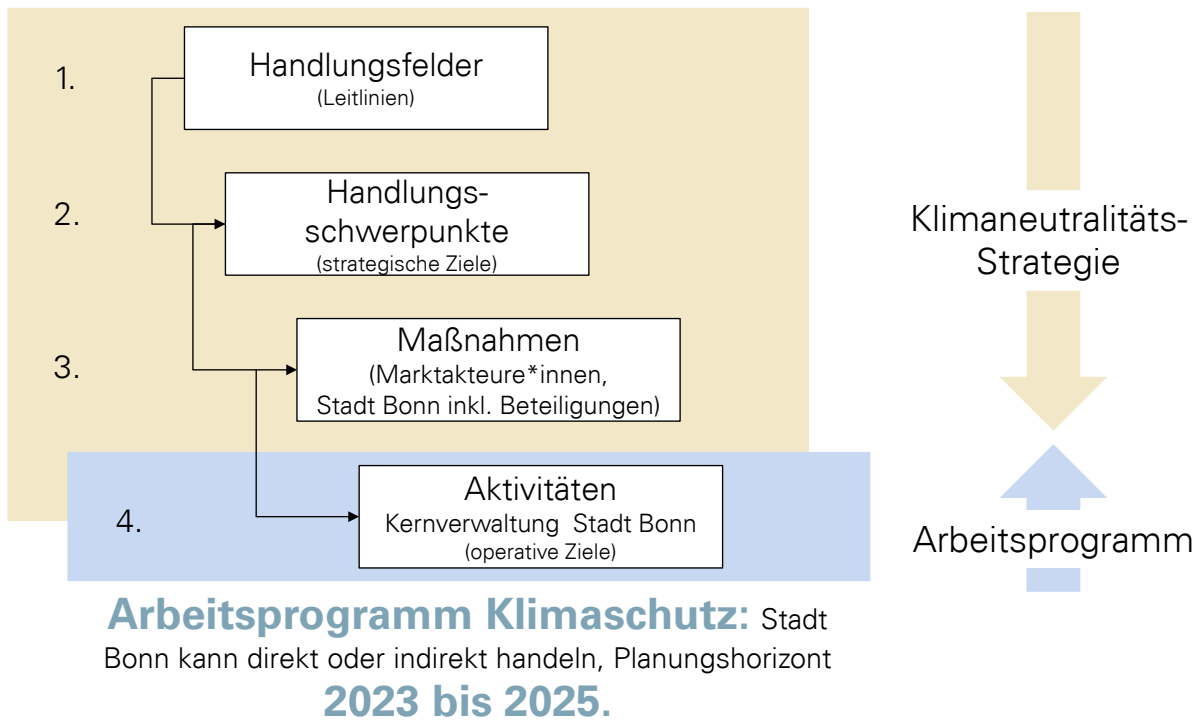 1.
Handlungsfelder
(Leitlinien)
2.
Handlungs-
schwerpunkte
(strategische Ziele)
3.
Maßnahmen
(Marktakteure*innen,
Stadt Bonn inkl. Beteiligungen)
4.
Aktivitäten
Kernverwaltung Stadt Bonn
(operative Ziele)
Klimaneutralitäts-
Strategie
Arbeitsprogramm
Arbeitsprogramm Klimaschutz: Stadt
Bonn kann direkt oder indirekt handeln, Planungshorizont
2023 bis 2025.